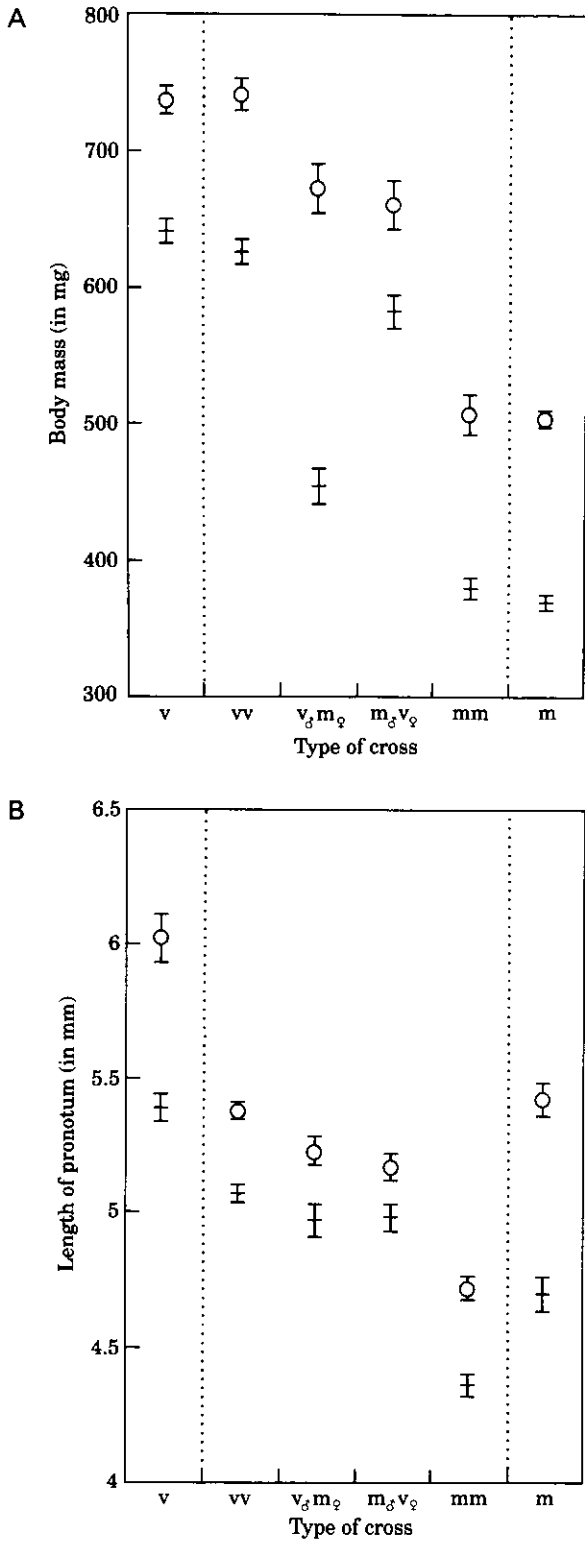 A
800
700
600
500
400
300
Body mass (in mg)
v vv v♂m♀ m♂v♀ mm m
Type of cross
B
6.5
6
5.5
5
4.5
4
Length of pronotum (in mm)
v vv v♂m♀ m♂v♀ mm m
Type of cross